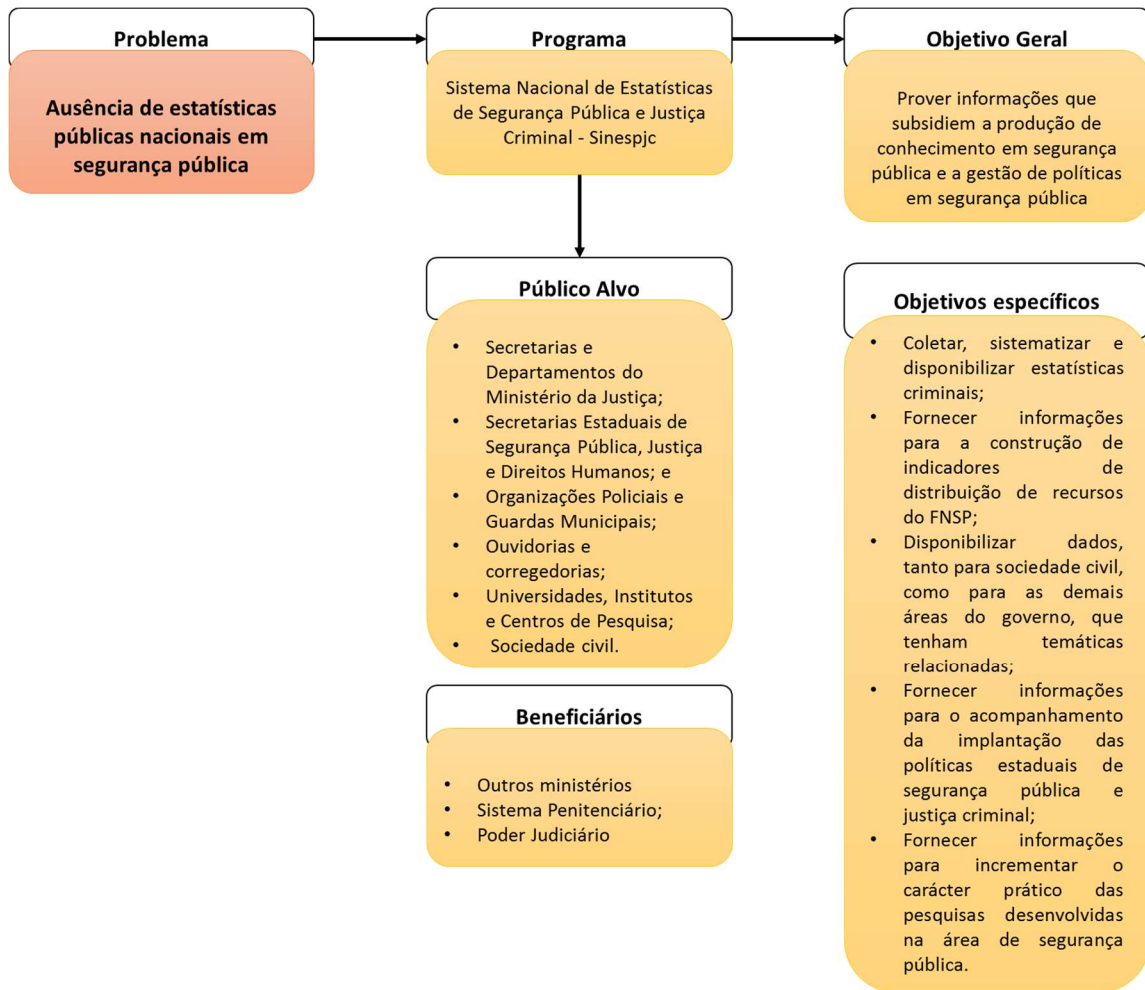 Problema
Ausência de estatísticas
públicas nacionais em
segurança pública
Programa
Sistema Nacional de Estatísticas
de Segurança Pública e Justiça
Criminal - Sinespjc
Objetivo Geral
Prover informações que
subsidiem a produção de
conhecimento em segurança
pública e a gestão de políticas
em segurança pública
Público Alvo
• Secretarias e
Departamentos do
Ministério da Justiça;
• Secretarias Estaduais de
Segurança Pública, Justiça
e Direitos Humanos; e
• Organizações Policiais e
Guardas Municipais;
• Ouvidorias e
corregedorias;
• Universidades, Institutos
e Centros de Pesquisa;
• Sociedade civil.
Beneficiários
• Outros ministérios
• Sistema Penitenciário;
• Poder Judiciário
Objetivos específicos
• Coletar, sistematizar e
disponibilizar estatísticas
criminais;
• Fornecer informações
para a construção de
indicadores de
distribuição de recursos
do FNSP;
• Disponibilizar dados,
tanto para sociedade civil,
como para as demais
áreas do governo, que
tenham temáticas
relacionadas;
• Fornecer informações
para o acompanhamento
da implantação das
políticas estaduais de
segurança pública e
justiça criminal;
• Fornecer informações
para incrementar o
carácter prático das
pesquisas desenvolvidas
na área de segurança
pública.